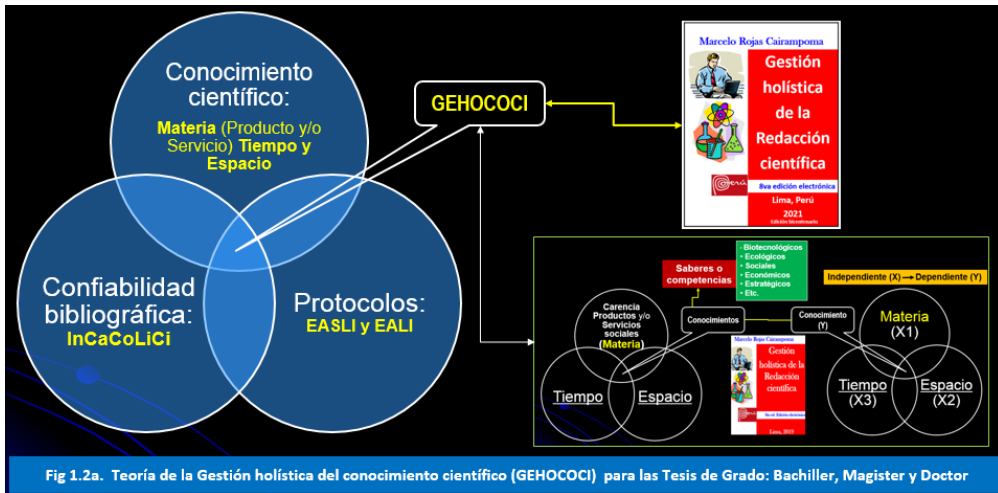 Conocimiento
científico:
Materia (Producto y/o
Servicio) Tiempo y
Espacio
Confiabilidad
bibliográfica:
InCaCoLiCi
Protocolos:
EASLI y EALI
GEHOCOCI
Marcelo Rojas Cairampoma
Gestión
holística
de la
Redacción
científica
Perú
8va edición electrónica
Lima, Perú
2021
Edición bicentenario
Saberes o
competencias
• Biotecnológicos
• Ecológicos
• Sociales
• Económicos
• Estratégicos
• Etc.
Independiente (X) → Dependiente (Y)
Carencia
Productos y/o
Servicios
sociales
(Materia)
Tiempo
Espacio
Conocimientos
Conocimiento
(Y)
Marcelo Rojas Cairampoma
Gestión
holística de la
Redacción
científica
Lima, 2019
Materia
(X1)
Tiempo
(X3)
Espacio
(X2)
Fig 1.2a. Teoría de la Gestión holística del conocimiento científico (GEHOCOCI) para las Tesis de Grado: Bachiller, Magister y Doctor